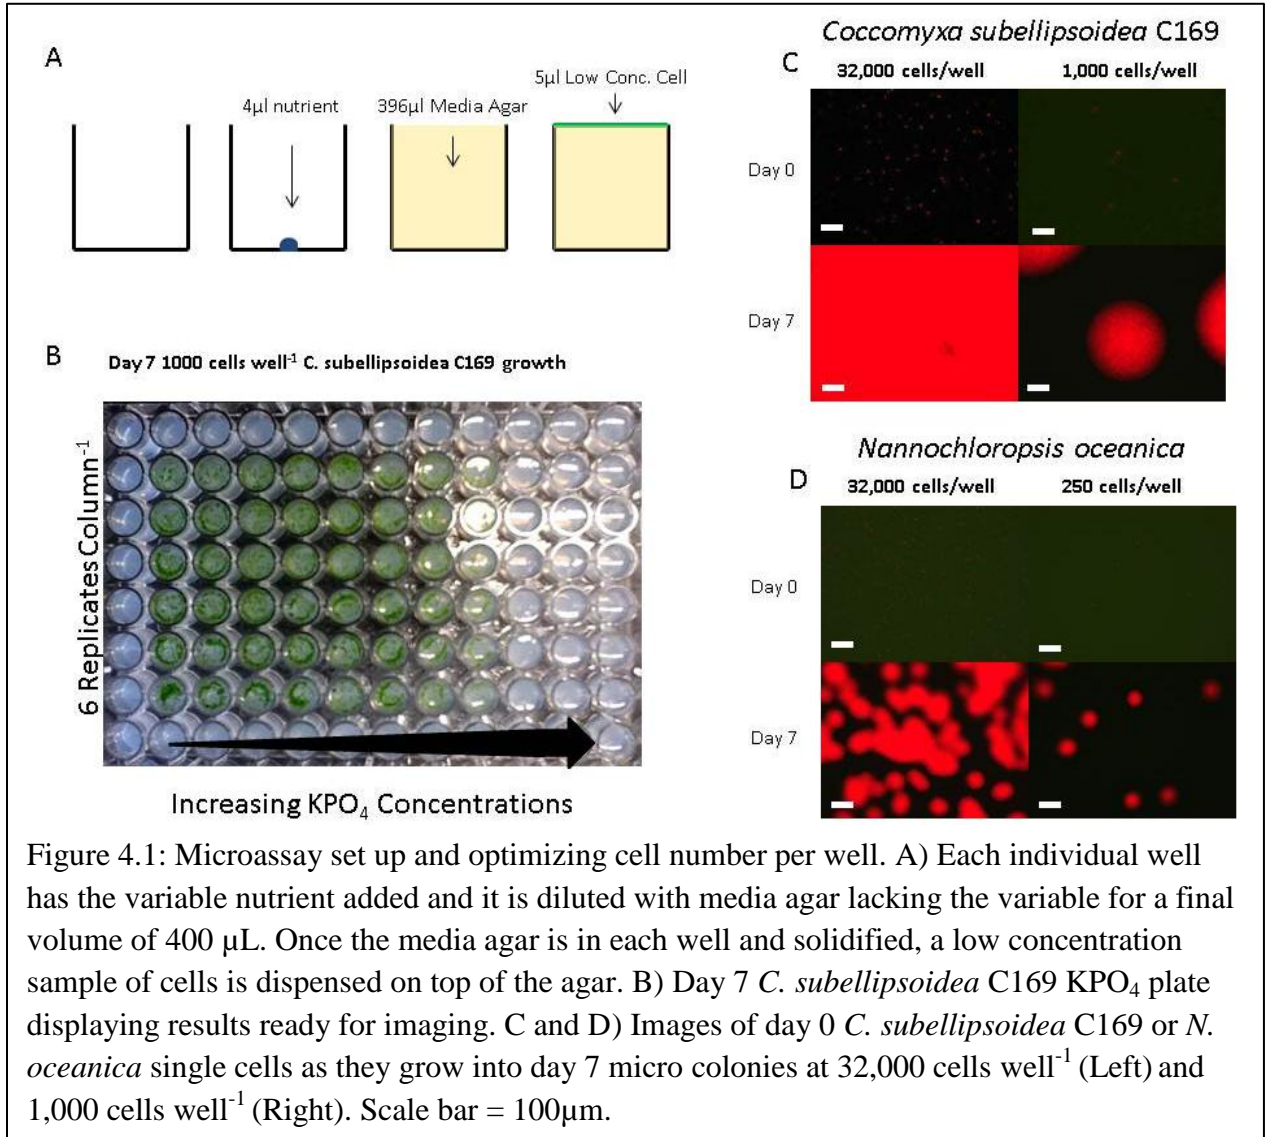 A
4µl nutrient
396µl Media Agar
5µl Low Conc. Cell
B
Day 7 1000 cells well-1 C. subellipsoidea C169 growth
6 Replicates Column-1
Increasing KPO4 Concentrations
Coccomyxa subellipsoidea C169
C
32,000 cells/well
1,000 cells/well
Day 0
Day 7
Nannochloropsis oceanica
D
32,000 cells/well
250 cells/well
Day 0
Day 7
Figure 4.1: Microassay set up and optimizing cell number per well. A) Each individual well
has the variable nutrient added and it is diluted with media agar lacking the variable for a final
volume of 400 µL. Once the media agar is in each well and solidified, a low concentration
sample of cells is dispensed on top of the agar. B) Day 7 C. subellipsoidea C169 KPO4 plate
displaying results ready for imaging. C and D) Images of day 0 C. subellipsoidea C169 or N.
oceanica single cells as they grow into day 7 micro colonies at 32,000 cells well-1 (Left) and
1,000 cells well-1 (Right). Scale bar = 100µm.